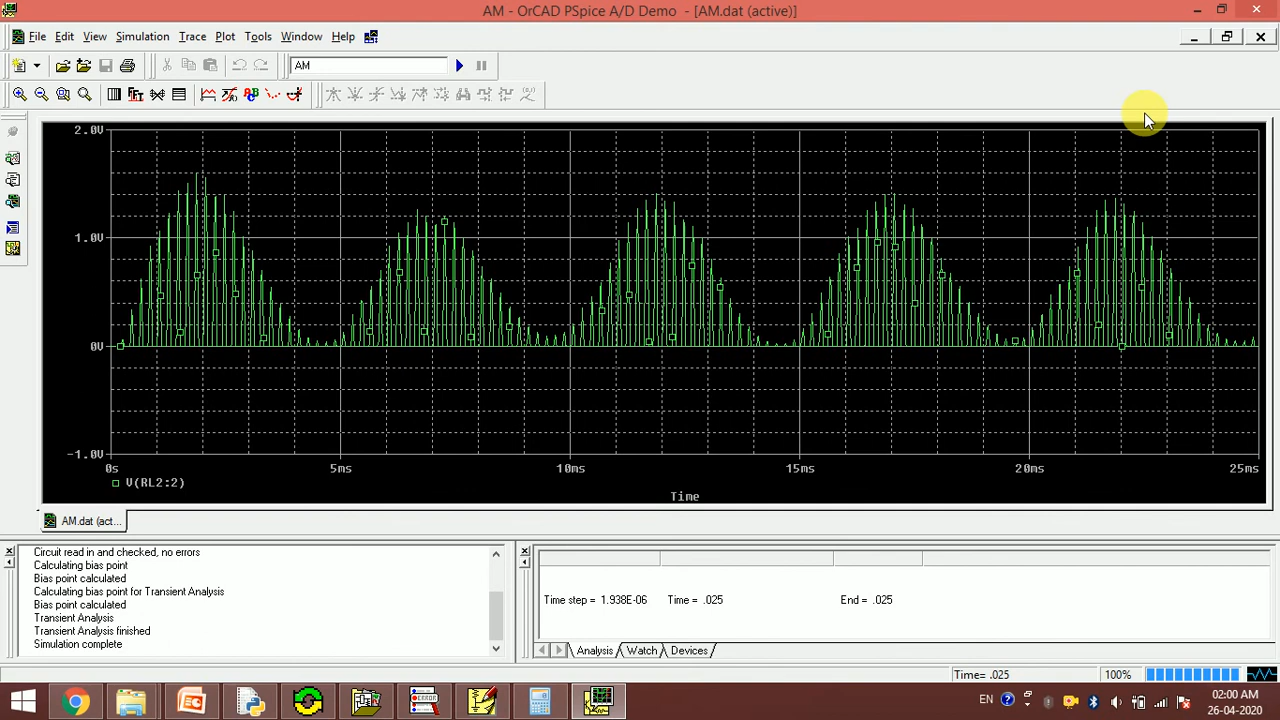 AM - OrCAD PSpice A/D Demo - [AM.dat (active)]
File Edit View Simulation Trace Plot Tools Window Help
AM
2.0V
1.0V
0V
-1.0V
0s 5ms 10ms 15ms 20ms 25ms
V(RL2:2)
Time
AM.dat (act...
Circuit read in and checked, no errors
Calculating bias point
Bias point calculated
Calculating bias point for Transient Analysis
Bias point calculated
Transient Analysis
Transient Analysis finished
Simulation complete
Time step = 1.938E-06 Time = .025 End = .025
Analysis Watch Devices
Time= .025 100%
EN 02:00 AM
26-04-2020